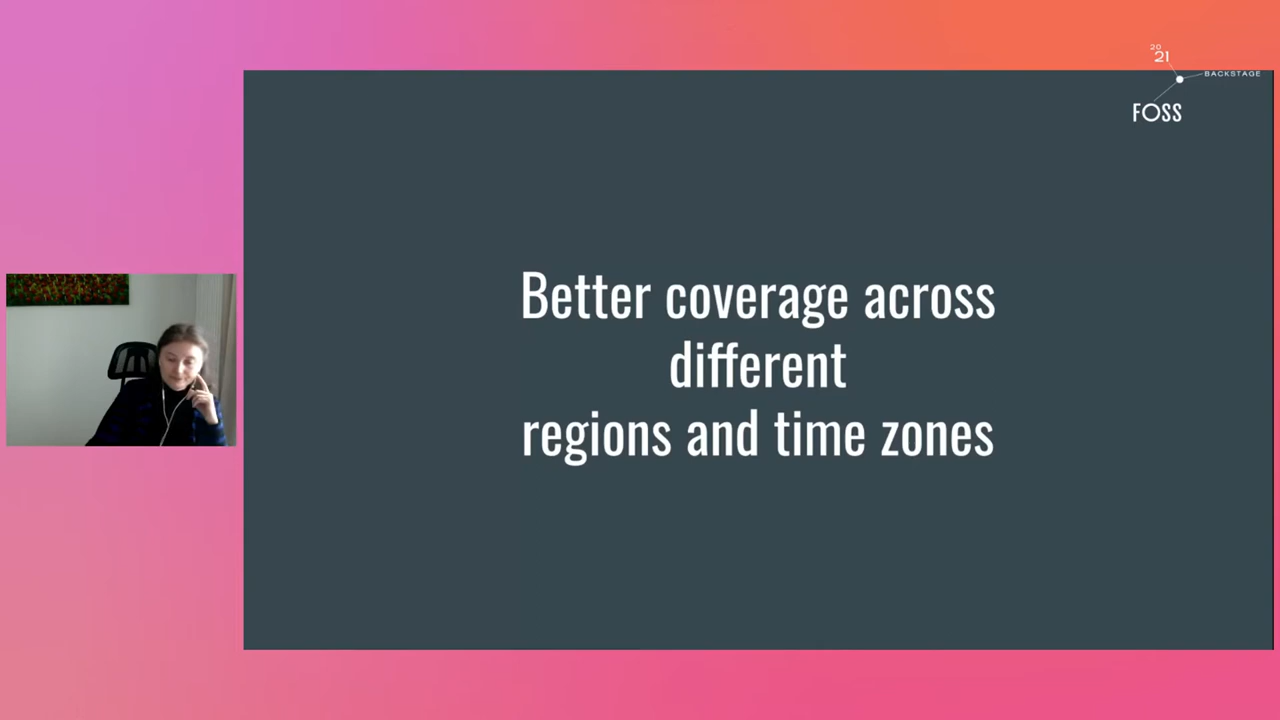 20
21
BACKSTAGE
FOSS
Better coverage across
different
regions and time zones